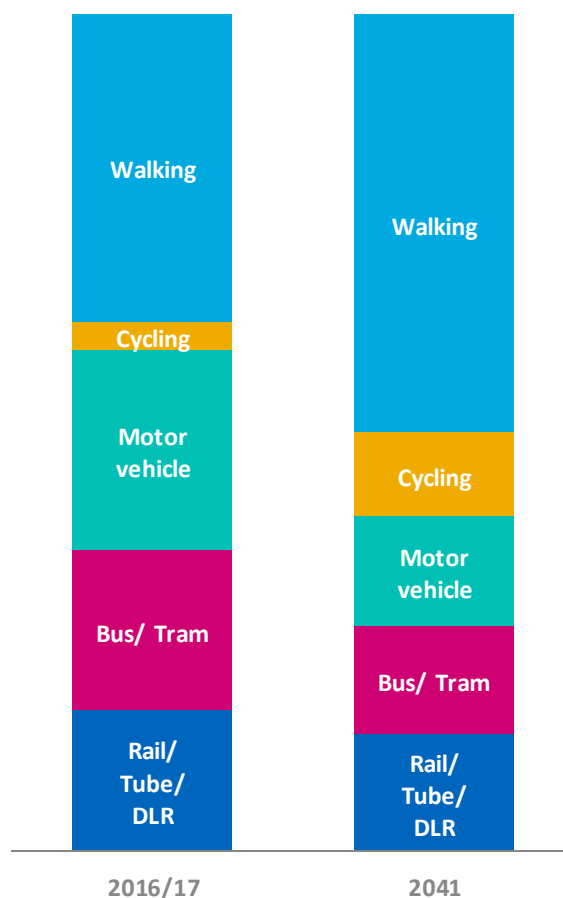 Walking
Cycling
Motor
vehicle
Bus/ Tram
Rail/
Tube/
DLR
2016/17
Walking
Cycling
Motor
vehicle
Bus/ Tram
Rail/
Tube/
DLR
2041